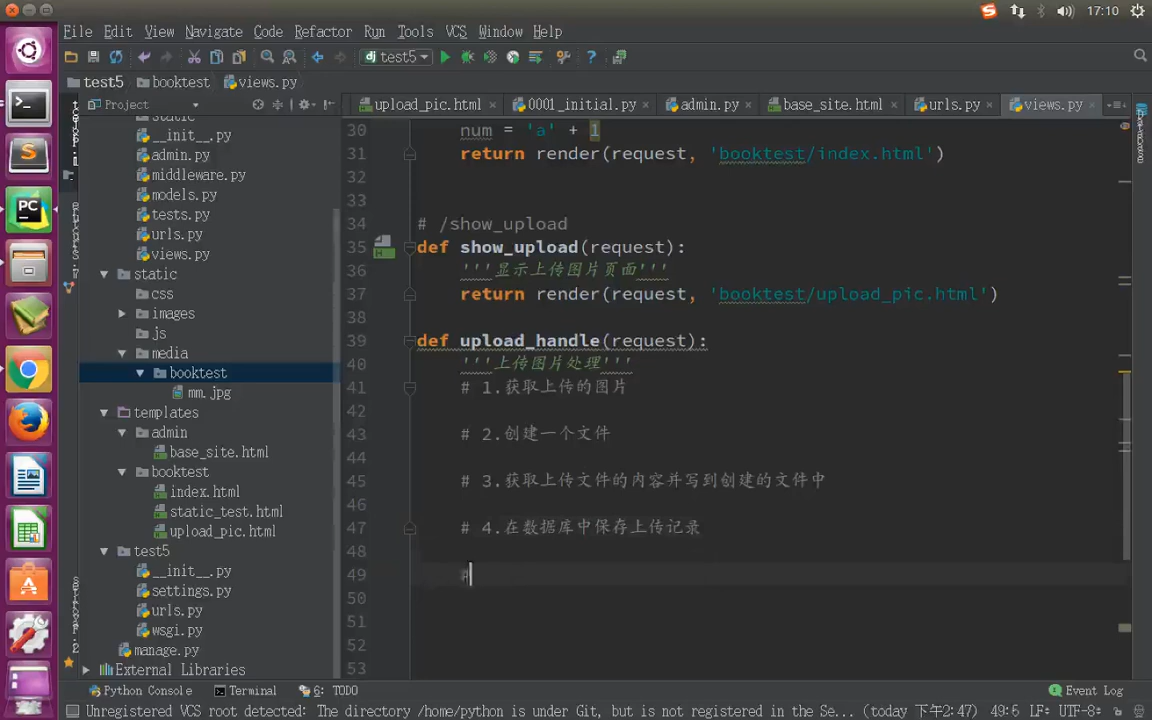 17:10
File Edit View Navigate Code Refactor Run Tools VCS Window Help
dj test5
test5 booktest views.py
Project
upload_pic.html 0001_initial.py admin.py base_site.html urls.py views.py
static
__init__.py
admin.py
middleware.py
models.py
tests.py
urls.py
views.py
static
css
images
js
media
booktest
mm.jpg
templates
admin
base_site.html
booktest
index.html
static_test.html
upload_pic.html
test5
__init__.py
settings.py
urls.py
wsgi.py
manage.py
External Libraries
30 num = 'a' + 1
31 return render(request, 'booktest/index.html')
32
33
34 # /show_upload
35 def show_upload(request):
36 '''显示上传图片页面'''
37 return render(request, 'booktest/upload_pic.html')
38
39 def upload_handle(request):
40 '''上传图片处理'''
41 # 1.获取上传的图片
42
43 # 2.创建一个文件
44
45 # 3.获取上传文件的内容并写到创建的文件中
46
47 # 4.在数据库中保存上传记录
48
49 #
50
51
52
53
Python Console Terminal 6: TODO Event Log
Unregistered VCS root detected: The directory /home/python is under Git, but is not registered in the Se... (today 下午2:47) 49:6 LF÷ UTF-8÷